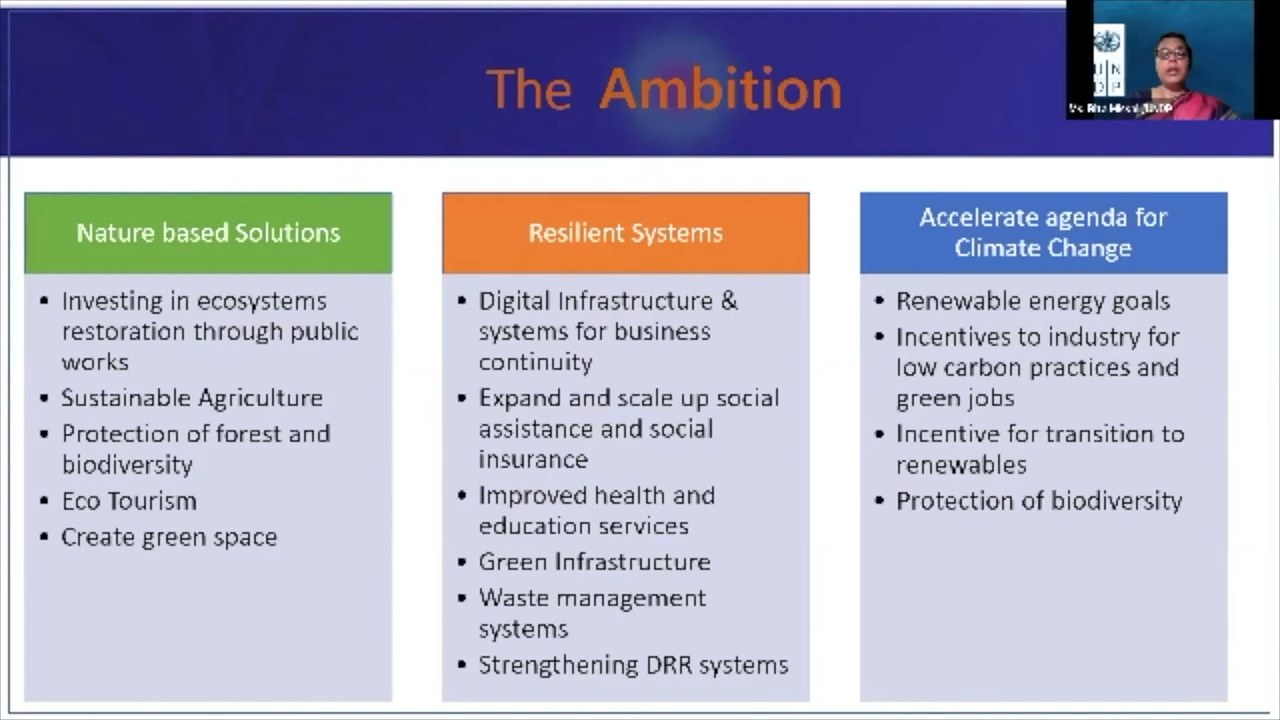 The Ambition
UN
DP
Nature based Solutions
Investing in ecosystems
restoration through public
works
Sustainable Agriculture
Protection of forest and
biodiversity
Eco Tourism
Create green space
Resilient Systems
Digital Infrastructure &
systems for business
continuity
Expand and scale up social
assistance and social
insurance
Improved health and
education services
Green Infrastructure
Waste management
systems
Strengthening DRR systems
Accelerate agenda for
Climate Change
Renewable energy goals
Incentives to industry for
low carbon practices and
green jobs
Incentive for transition to
renewables
Protection of biodiversity